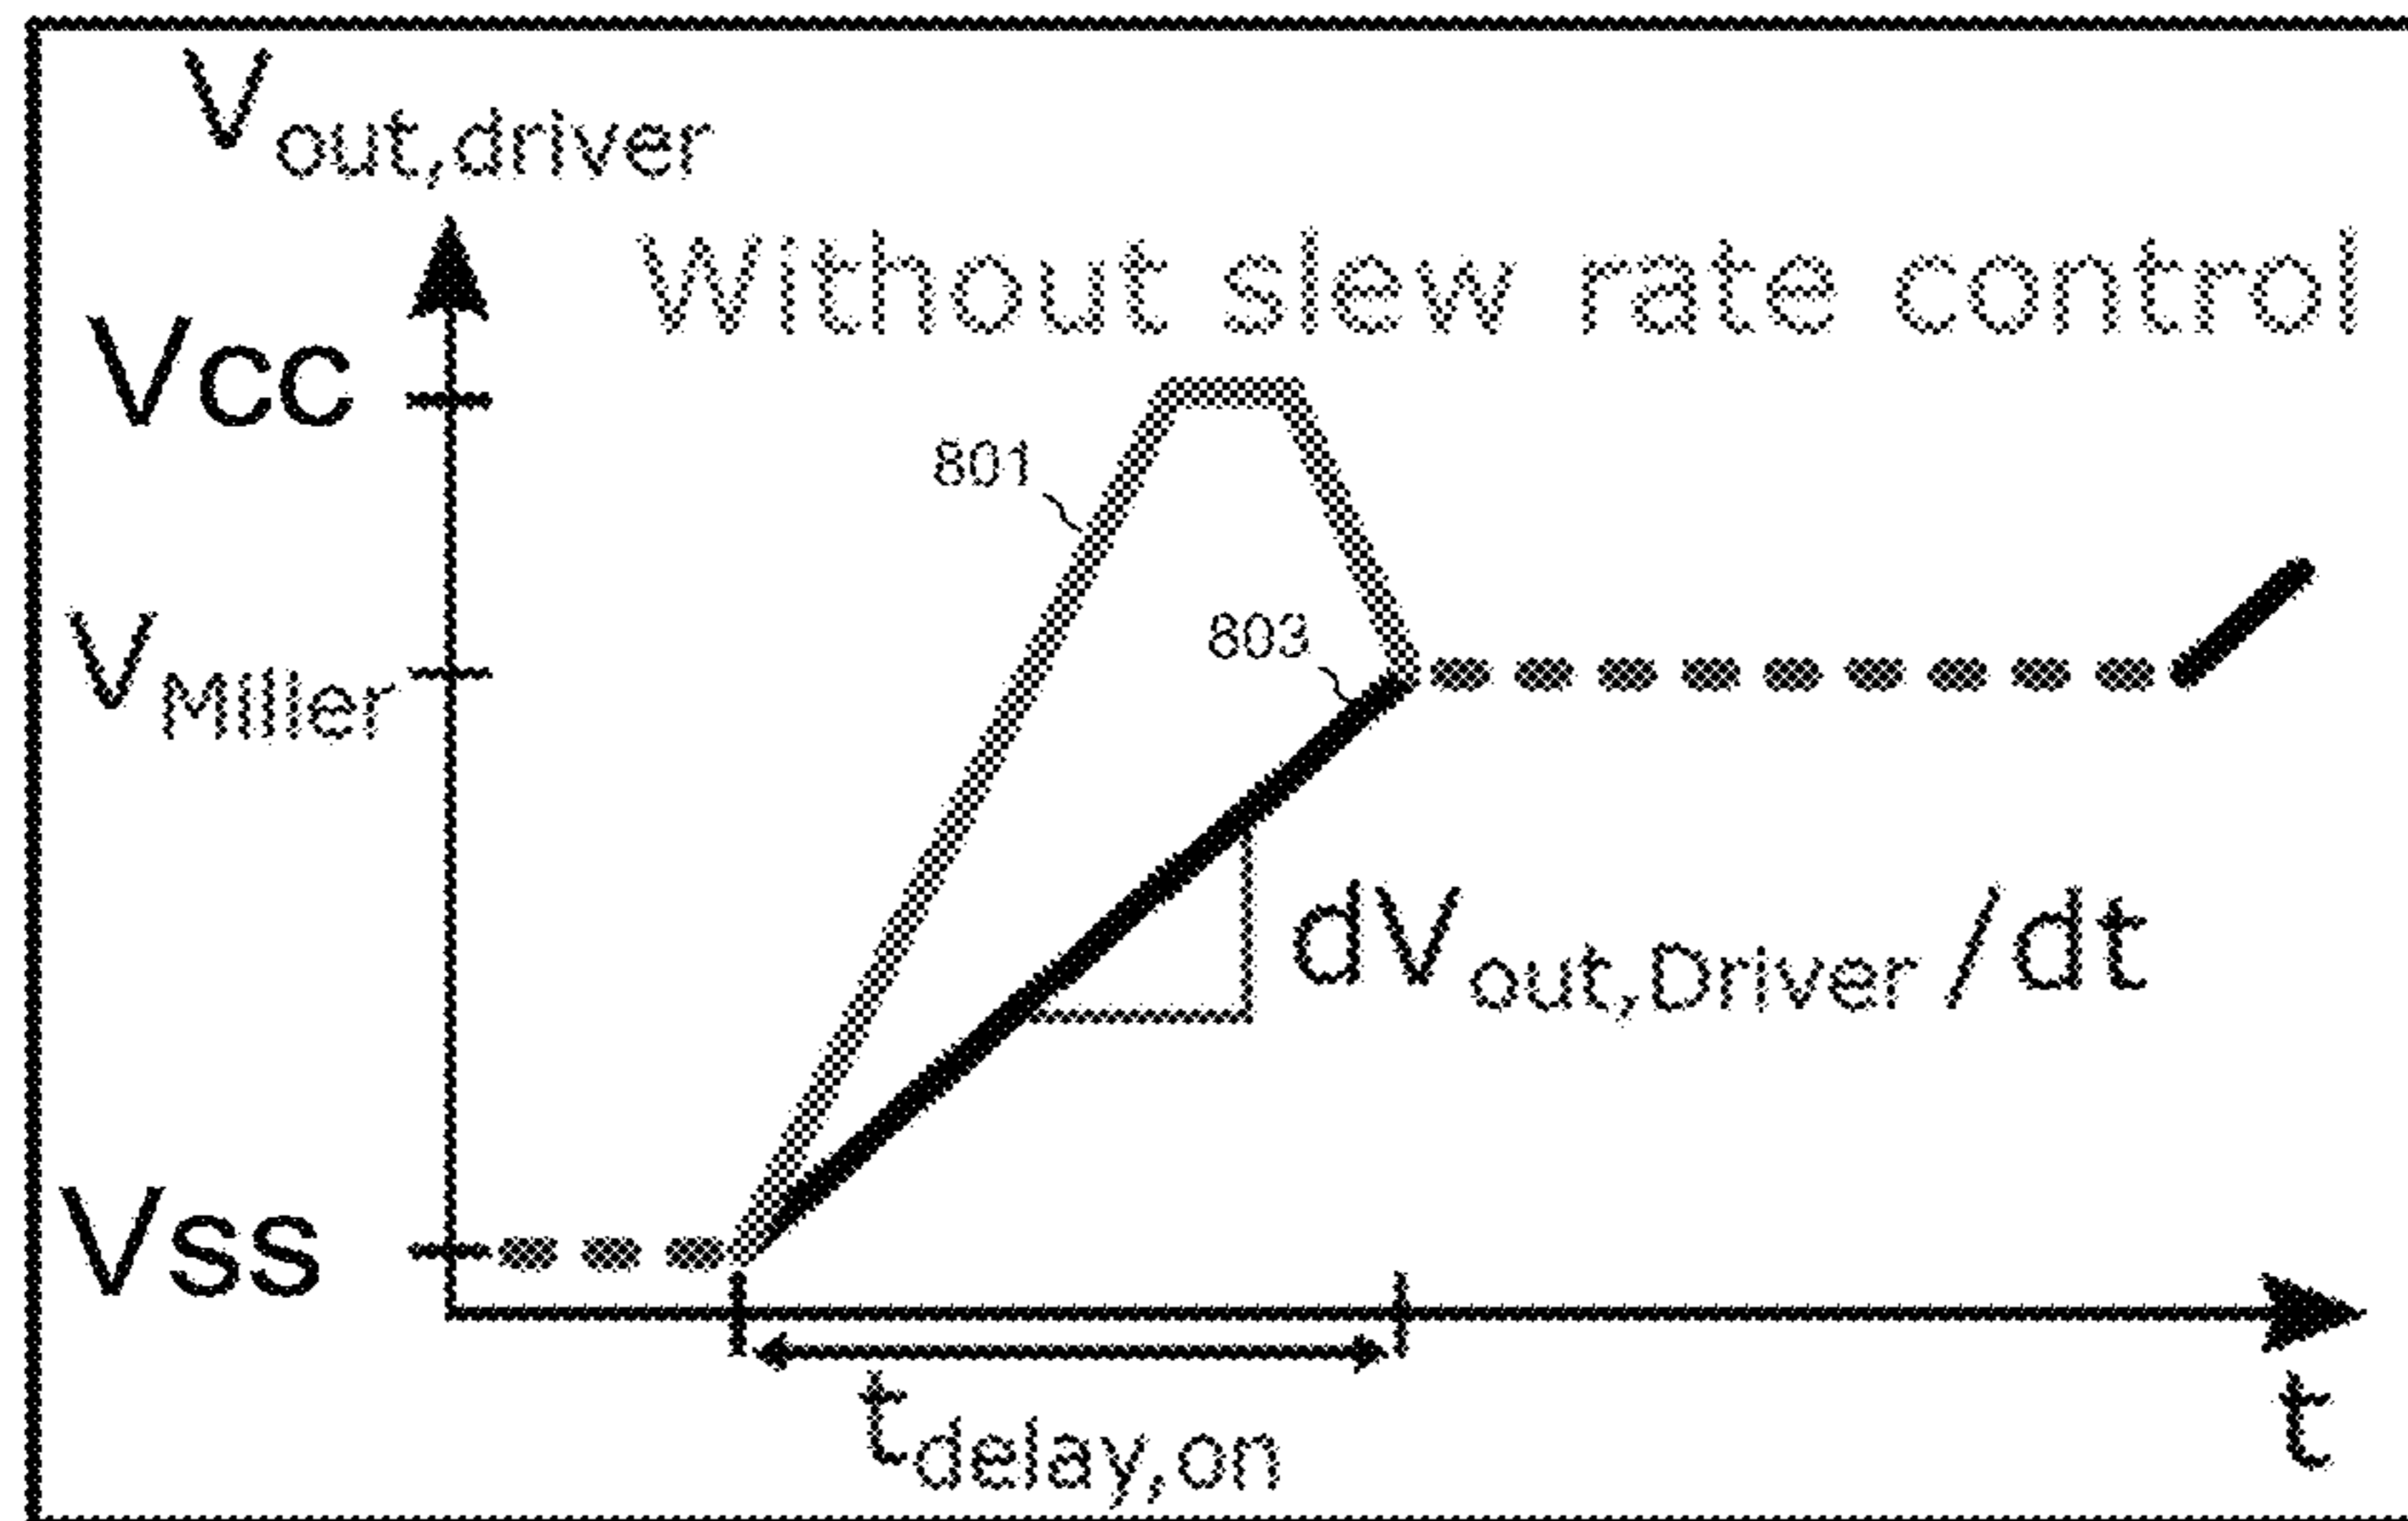 Vout,driver
Without slew rate control
Vcc
801
VMiller
803
dVout,Driver /dt
Vss
tdelay,on
t